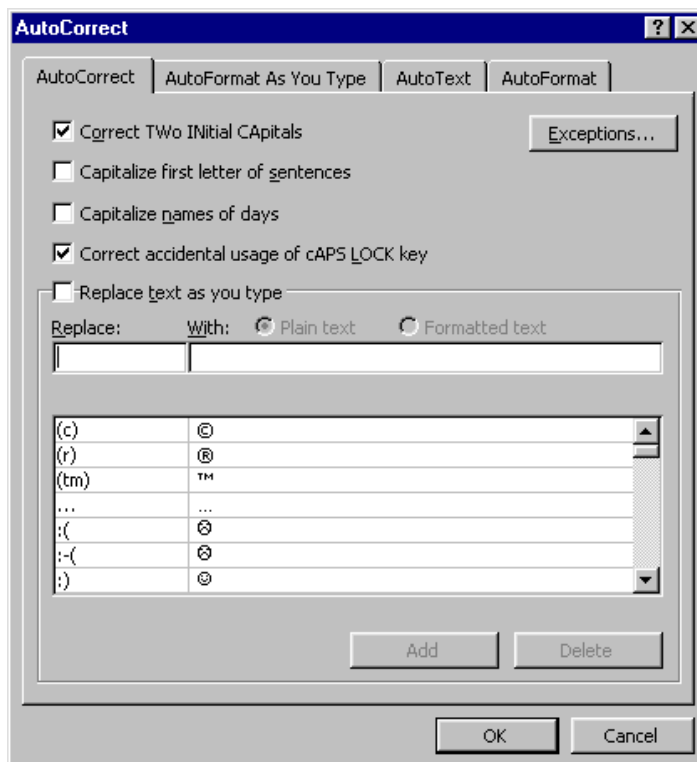 AutoCorrect
AutoCorrect AutoFormat As You Type AutoText AutoFormat
Correct TWo INitial CApitals Exceptions...
Capitalize first letter of sentences
Capitalize names of days
Correct accidental usage of cAPS LOCK key
Replace text as you type
Replace: With: Plain text Formatted text
(c) ©
(r) ®
(tm) ™
... …
:( ☹
:-( ☹
:) ☺
Add Delete
OK Cancel